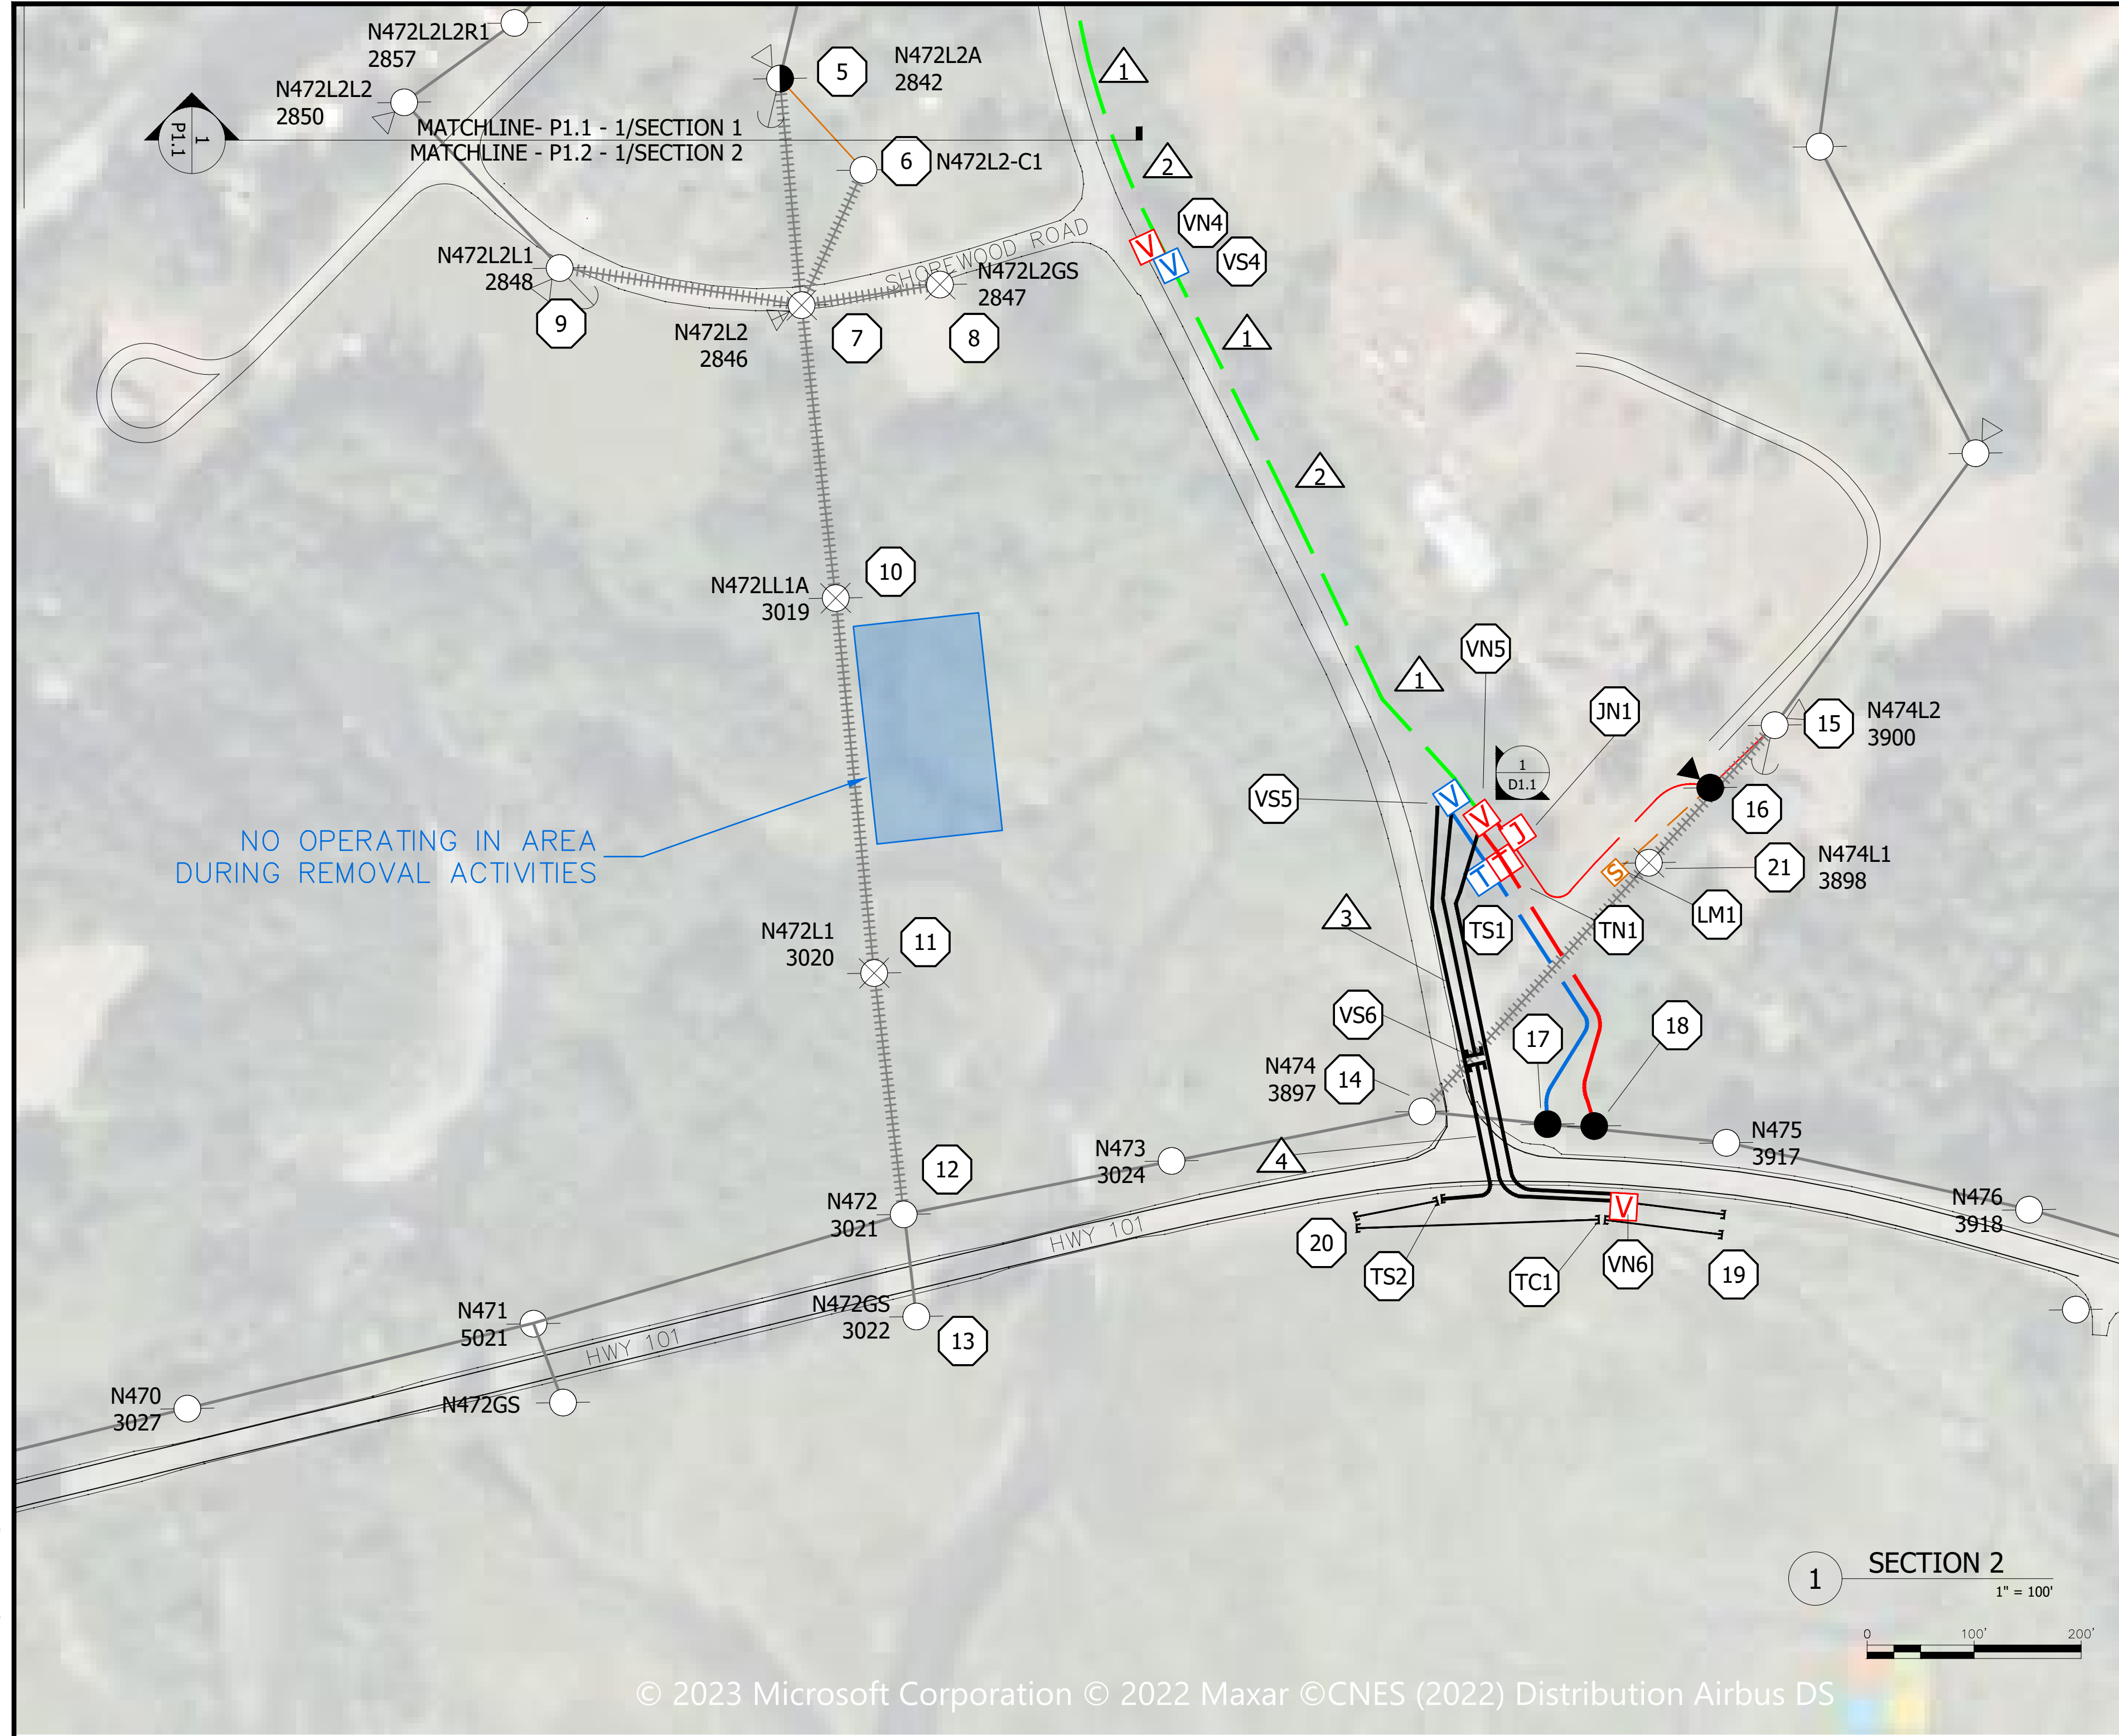 N472L2L2R1
2857
N472L2L2
2850
1
P1.1
MATCHLINE- P1.1 - 1/SECTION 1
MATCHLINE - P1.2 - 1/SECTION 2
5
N472L2A
2842
6
N472L2-C1
1
2
VN4
VS4
V
V
SHOREWOOD ROAD
N472L2L1
2848
9
N472L2
2846
7
N472L2GS
2847
8
1
2
10
N472LL1A
3019
NO OPERATING IN AREA
DURING REMOVAL ACTIVITIES
N472L1
3020
11
1
VN5
JN1
1
D1.1
VS5
V
V
J
T
T
15
N474L2
3900
16
S
21
N474L1
3898
LM1
TS1
TN1
3
VS6
17
18
N474
3897
14
4
N473
3024
N475
3917
N476
3918
12
N472
3021
HWY 101
V
20
TS2
TC1
VN6
19
N472GS
3022
13
N471
5021
HWY 101
N472GS
N470
3027
1
SECTION 2
1" = 100'
0 100' 200'
© 2023 Microsoft Corporation © 2022 Maxar ©CNES (2022) Distribution Airbus DS